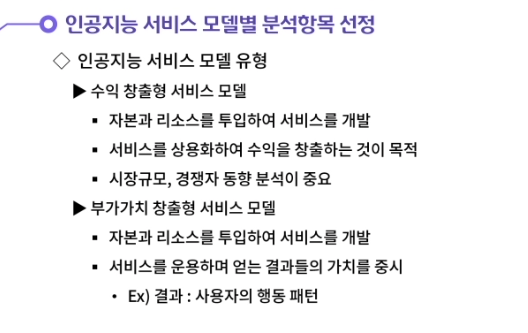 인공지능 서비스 모델별 분석항목 선정
◇ 인공지능 서비스 모델 유형
▶ 수익 창출형 서비스 모델
▪ 자본과 리소스를 투입하여 서비스를 개발
▪ 서비스를 상용화하여 수익을 창출하는 것이 목적
▪ 시장규모, 경쟁자 동향 분석이 중요
▶ 부가가치 창출형 서비스 모델
▪ 자본과 리소스를 투입하여 서비스를 개발
▪ 서비스를 운용하며 얻는 결과들의 가치를 중시
• Ex) 결과 : 사용자의 행동 패턴